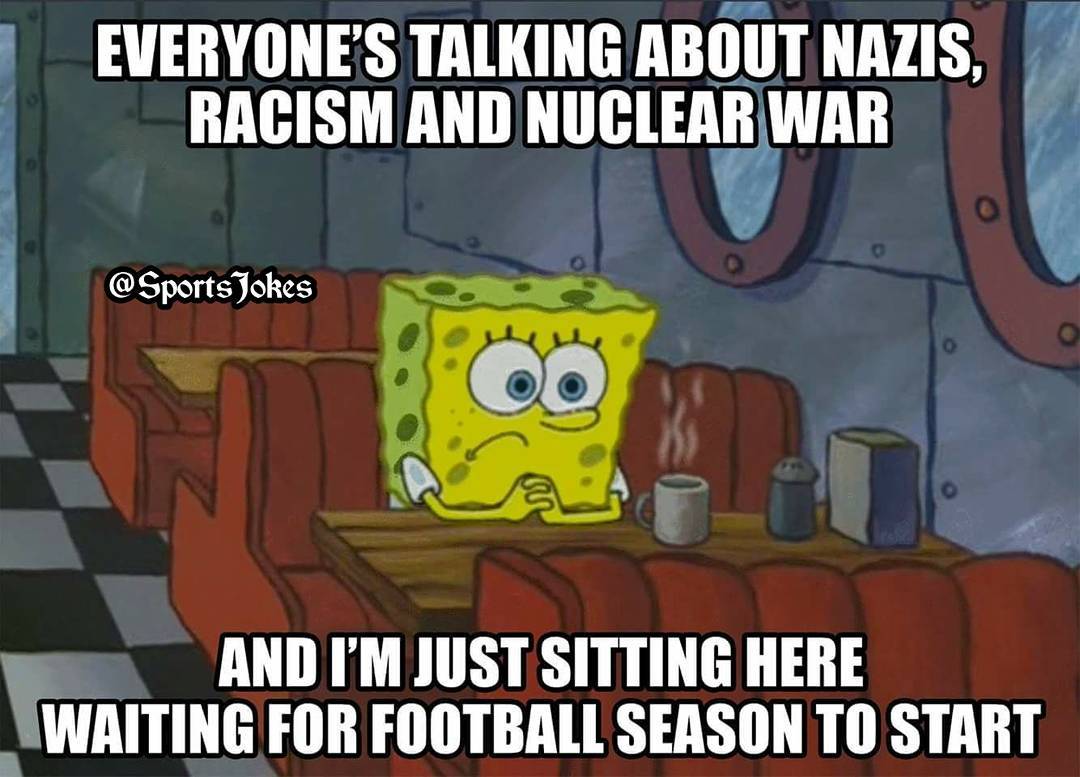 EVERYONE'S TALKING ABOUT NAZIS,
RACISM AND NUCLEAR WAR
@SportsJokes
AND I'M JUST SITTING HERE
WAITING FOR FOOTBALL SEASON TO START